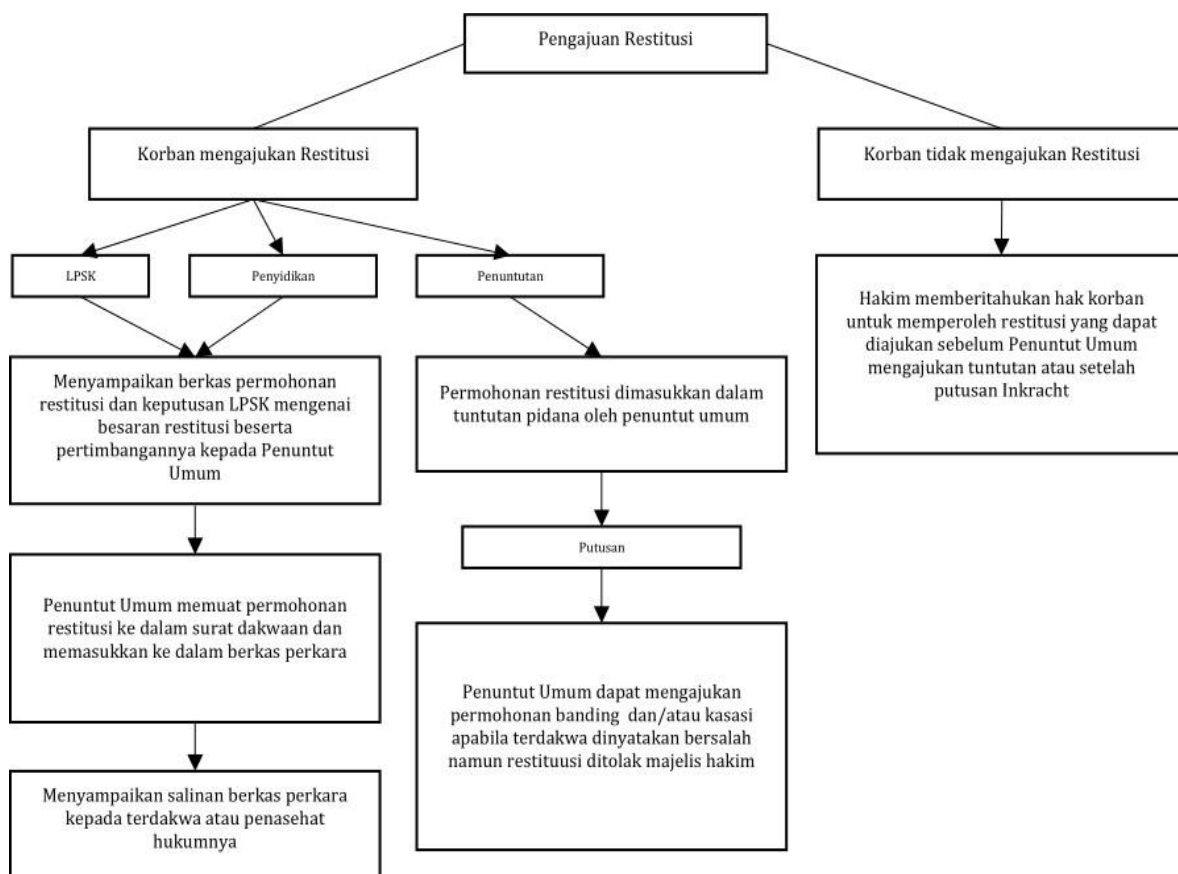 Pengajuan Restitusi
Korban mengajukan Restitusi
Korban tidak mengajukan Restitusi
LPSK
Penyidikan
Penuntutan
Hakim memberitahukan hak korban
untuk memperoleh restitusi yang dapat
diajukan sebelum Penuntut Umum
mengajukan tuntutan atau setelah
putusan Inkracht
Menyampaikan berkas permohonan
restitusi dan keputusan LPSK mengenai
besaran restitusi beserta
pertimbangannya kepada Penuntut
Umum
Permohonan restitusi dimasukkan dalam
tuntutan pidana oleh penuntut umum
Putusan
Penuntut Umum memuat permohonan
restitusi ke dalam surat dakwaan dan
memasukkan ke dalam berkas perkara
Penuntut Umum dapat mengajukan
permohonan banding dan/atau kasasi
apabila terdakwa dinyatakan bersalah
namun restituusi ditolak majelis hakim
Menyampaikan salinan berkas perkara
kepada terdakwa atau penasehat
hukumnya